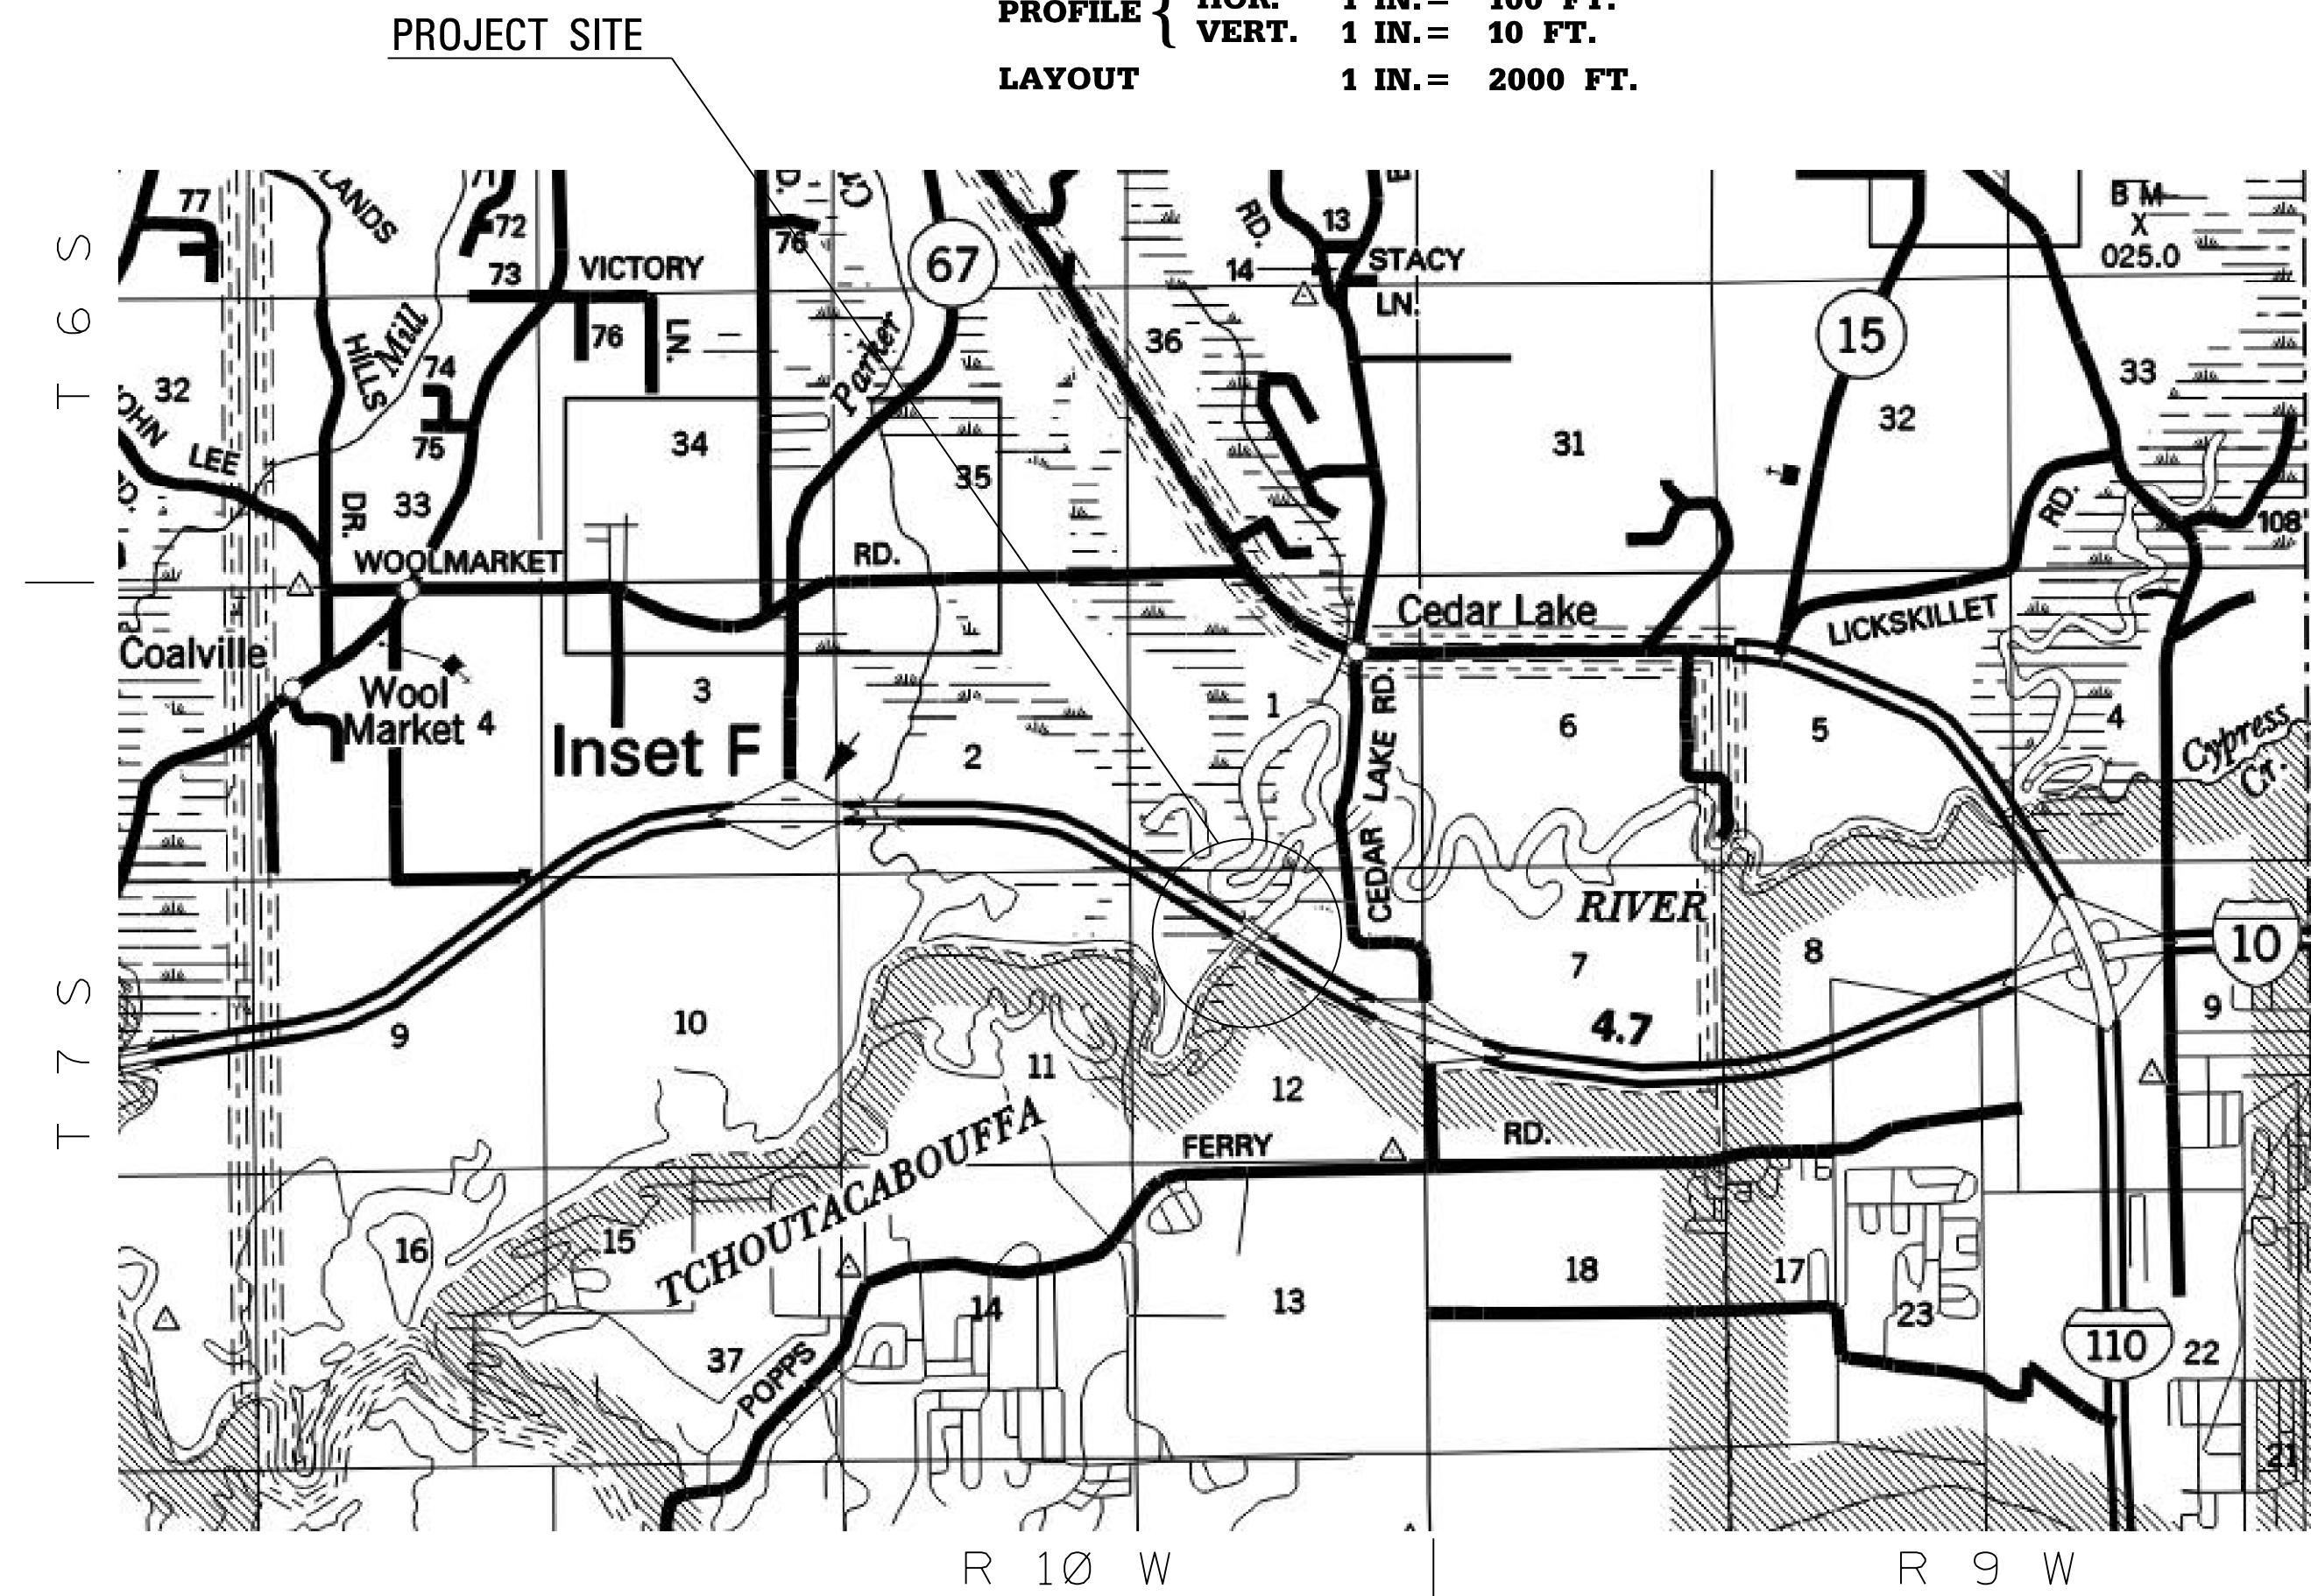 PROJECT SITE
PROFILE { HOR. 1 IN. = 100 FT.
VERT. 1 IN. = 10 FT.
LAYOUT 1 IN. = 2000 FT.
T 6 S
T 7 S
77
LANDS
72
73
VICTORY
LN.
76
76
67
RD.
13
14
STACY
LN.
15
B M
X
025.0
HILLS
Mill
74
75
32
LEE
DR.
33
34
Parker
35
36
31
32
33
RD.
108
WOOLMARKET
RD.
Cedar Lake
LICKSKILLET
Coalville
Wool
Market 4
3
Inset F
2
1
CEDAR LAKE RD.
6
5
4
Cypress
Cr.
RIVER
7
4.7
8
10
9
9
10
11
12
FERRY
RD.
TCHOUTACABOUFFA
16
15
14
13
18
17
23
110
22
37
POPPS
21
R 10 W
R 9 W